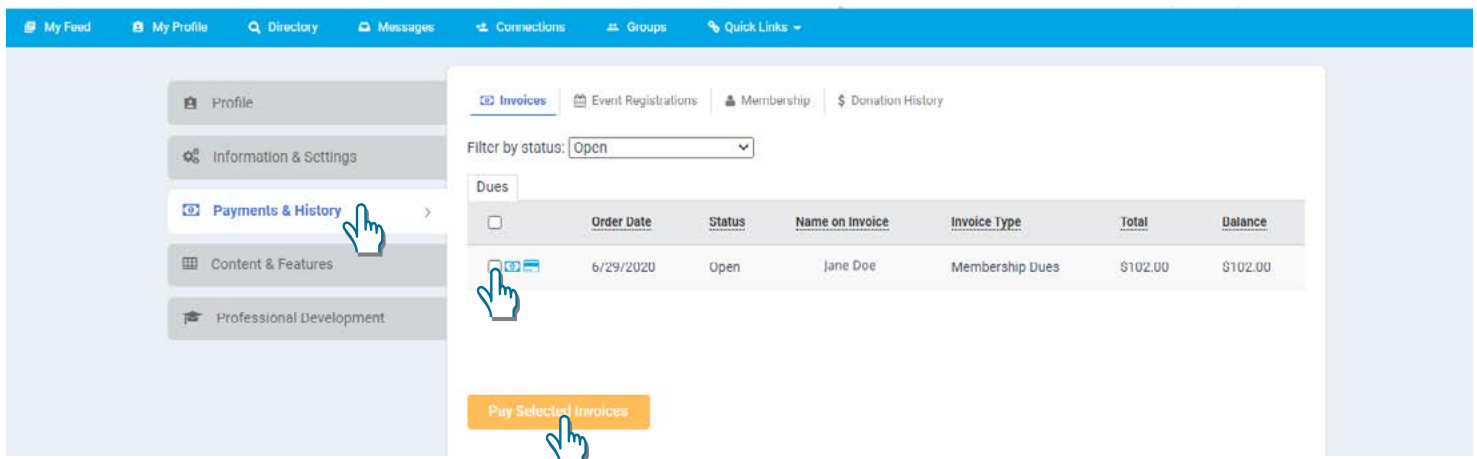 My Feed My Profile Directory Messages Connections Groups Quick Links
Profile
Information & Settings
Payments & History
Content & Features
Professional Development
Invoices Event Registrations Membership $ Donation History
Filter by status: Open
Dues
Order Date Status Name on Invoice Invoice Type Total Balance
6/29/2020 Open Jane Doe Membership Dues $102.00 $102.00
Pay Selected Invoices